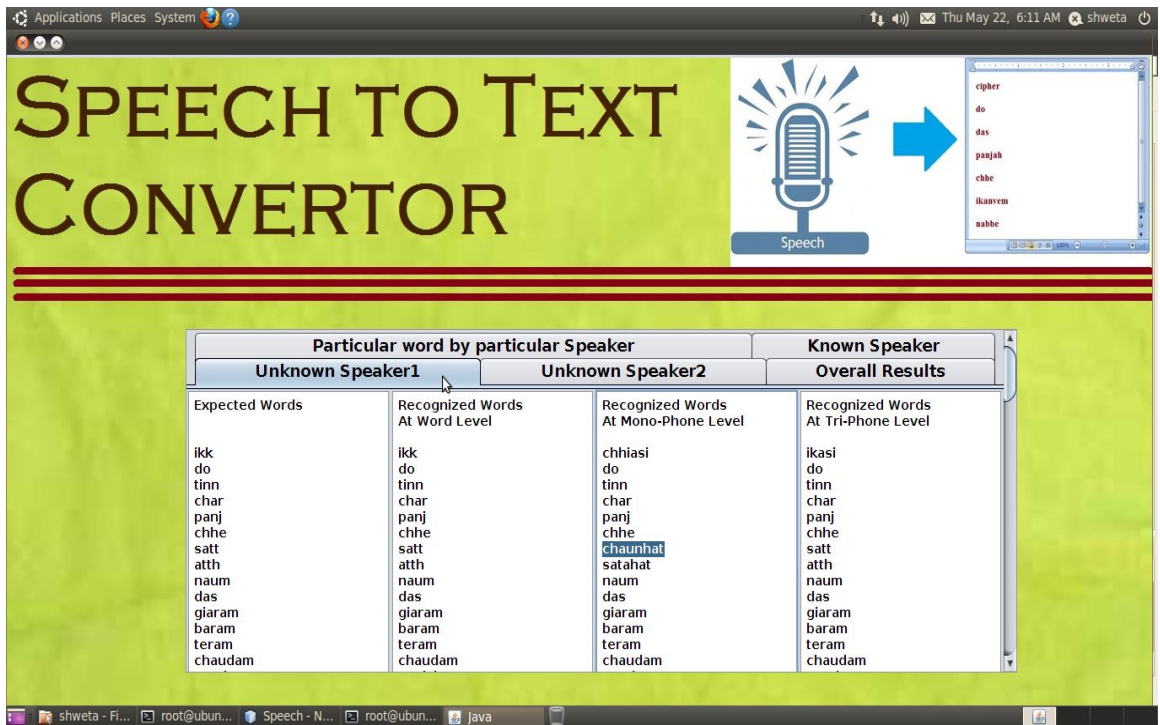 Applications Places System
Thu May 22, 6:11 AM shweta
SPEECH TO TEXT
CONVERTOR
Speech
cipher
do
das
panjah
chhe
ikanvem
nabbe
100%
Particular word by particular Speaker Known Speaker
Unknown Speaker1 Unknown Speaker2 Overall Results
Expected Words
ikk
do
tinn
char
panj
chhe
satt
atth
naum
das
giaram
baram
teram
chaudam
Recognized Words
At Word Level
ikk
do
tinn
char
panj
chhe
satt
atth
naum
das
giaram
baram
teram
chaudam
Recognized Words
At Mono-Phone Level
chhiasi
do
tinn
char
panj
chhe
chaunhat
satahat
naum
das
giaram
baram
teram
chaudam
Recognized Words
At Tri-Phone Level
ikasi
do
tinn
char
panj
chhe
satt
atth
naum
das
giaram
baram
teram
chaudam
shweta - Fi... root@ubun... Speech - N... root@ubun... Java